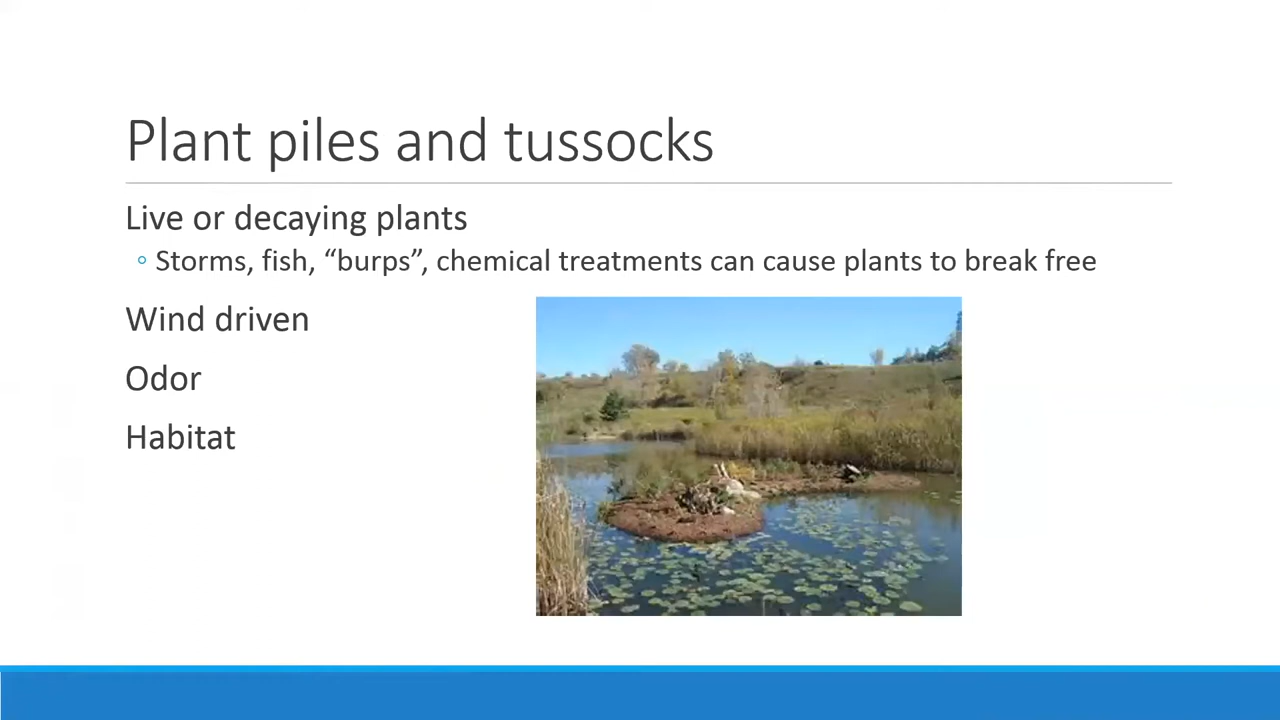 Plant piles and tussocks
Live or decaying plants
◦ Storms, fish, “burps”, chemical treatments can cause plants to break free
Wind driven
Odor
Habitat